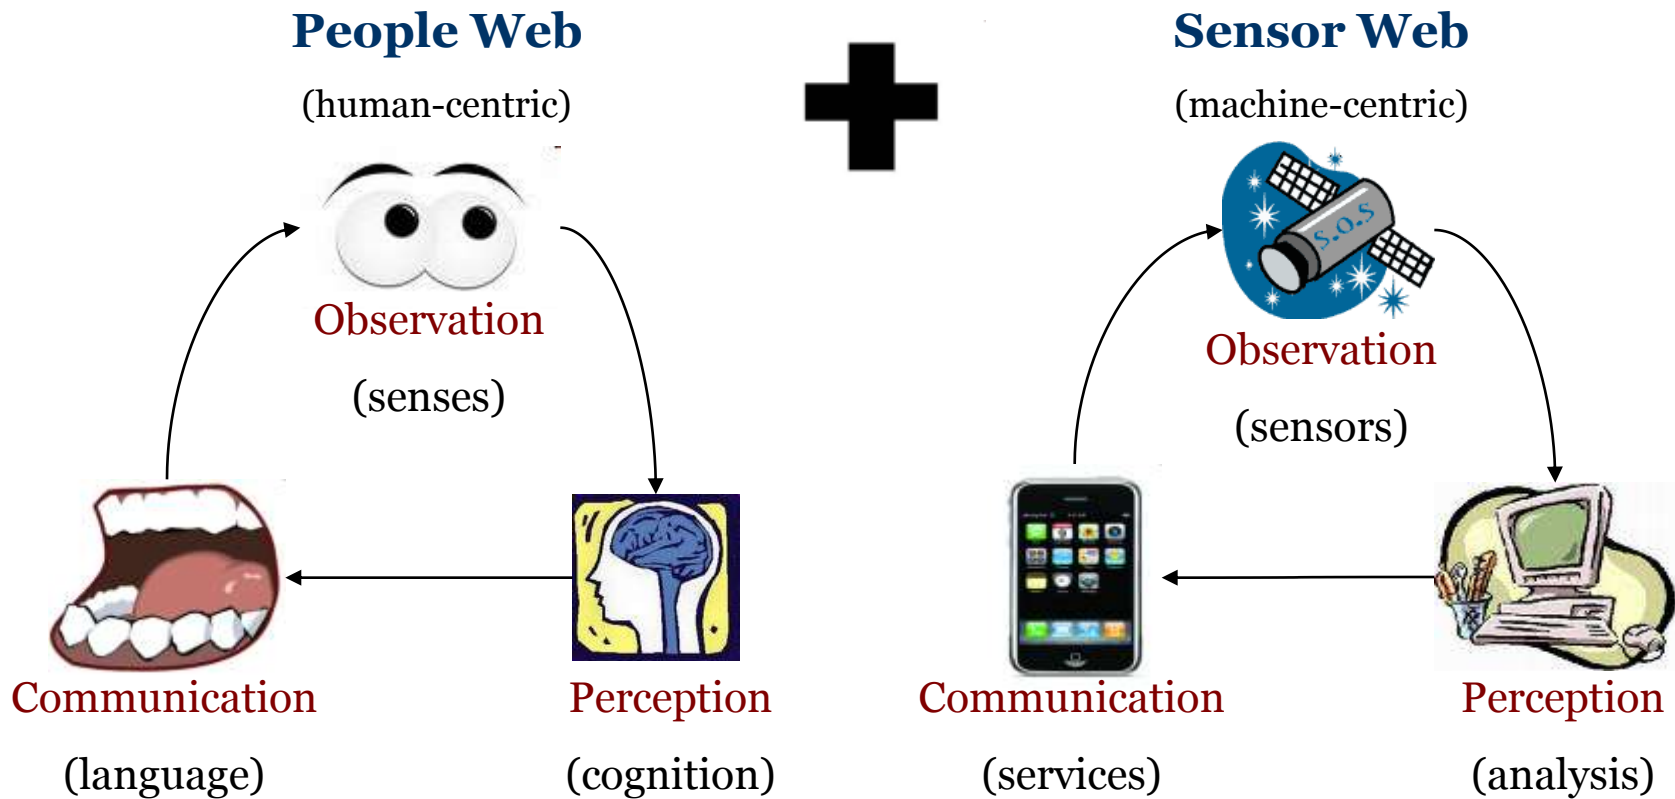 People Web
(human-centric)
Observation
(senses)
Communication
(language)
Perception
(cognition)
Sensor Web
(machine-centric)
S.O.S
Observation
(sensors)
Communication
(services)
Perception
(analysis)